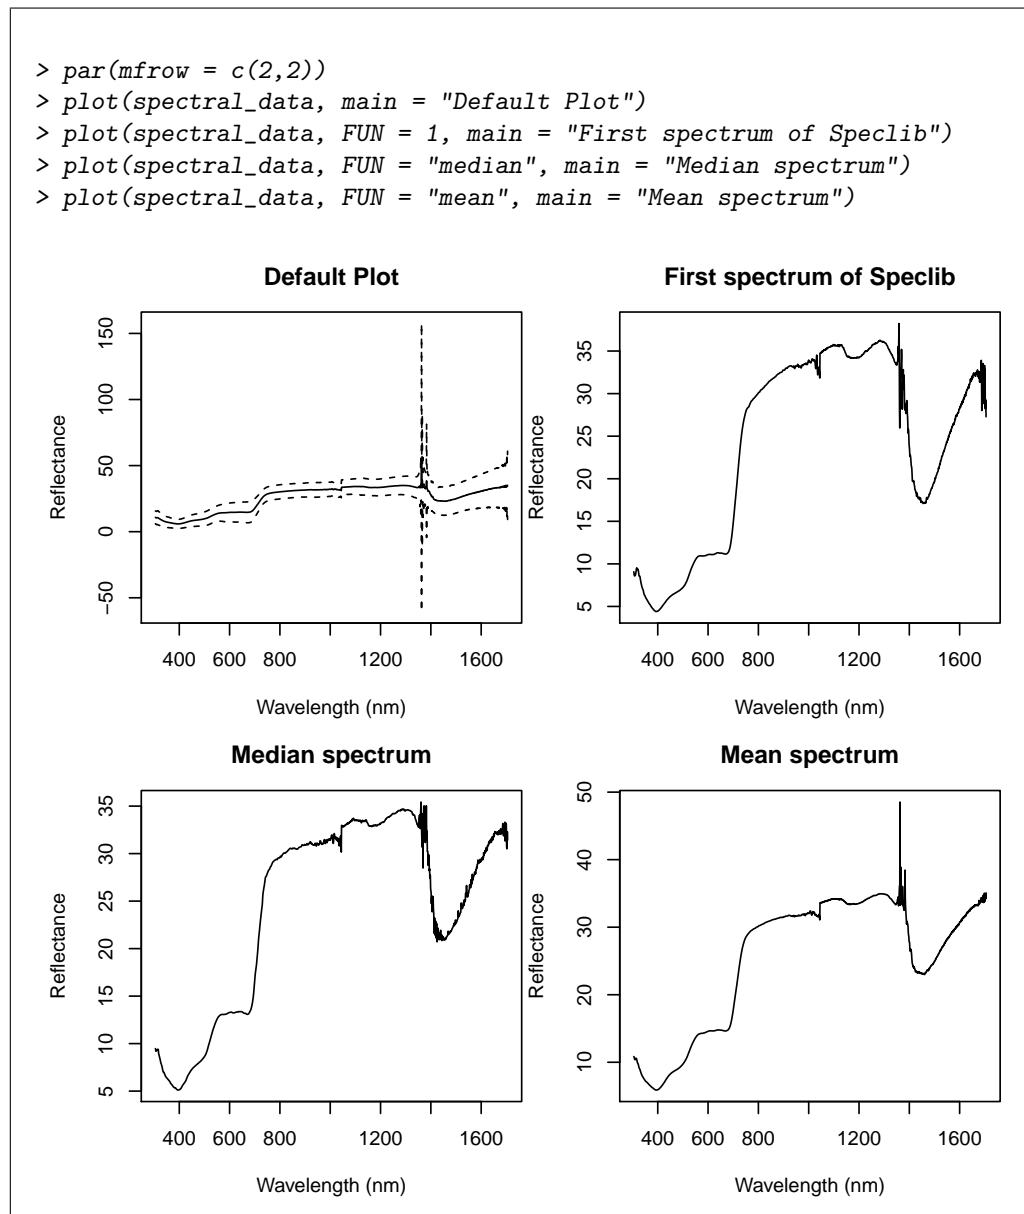 > par(mfrow = c(2,2))
> plot(spectral_data, main = "Default Plot")
> plot(spectral_data, FUN = 1, main = "First spectrum of Speclib")
> plot(spectral_data, FUN = "median", main = "Median spectrum")
> plot(spectral_data, FUN = "mean", main = "Mean spectrum")
Default Plot
150
100
50
0
−50
Reflectance
400 600 800 1200 1600
Wavelength (nm)
First spectrum of Speclib
35
30
25
20
15
10
5
Reflectance
400 600 800 1200 1600
Wavelength (nm)
Median spectrum
35
30
25
20
15
10
5
Reflectance
400 600 800 1200 1600
Wavelength (nm)
Mean spectrum
50
40
30
20
10
Reflectance
400 600 800 1200 1600
Wavelength (nm)